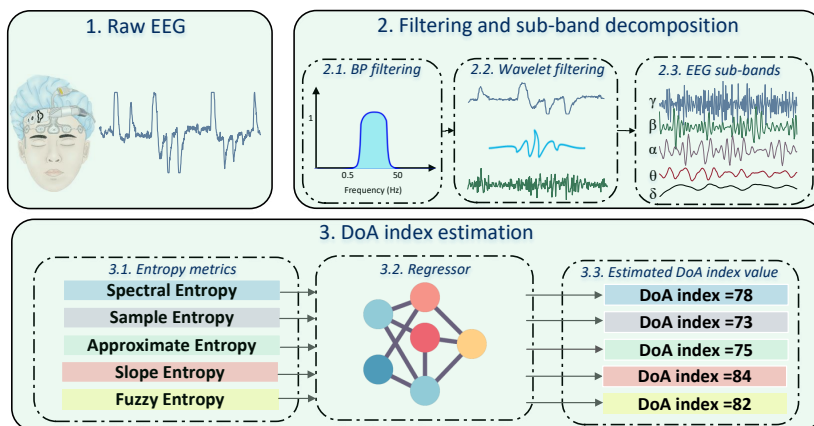 1. Raw EEG
2. Filtering and sub-band decomposition
2.1. BP filtering
1
0.5
50
Frequency (Hz)
2.2. Wavelet filtering
2.3. EEG sub-bands
γ
β
α
θ
δ
3. DoA index estimation
3.1. Entropy metrics
Spectral Entropy
Sample Entropy
Approximate Entropy
Slope Entropy
Fuzzy Entropy
3.2. Regressor
3.3. Estimated DoA index value
DoA index =78
DoA index =73
DoA index =75
DoA index =84
DoA index =82